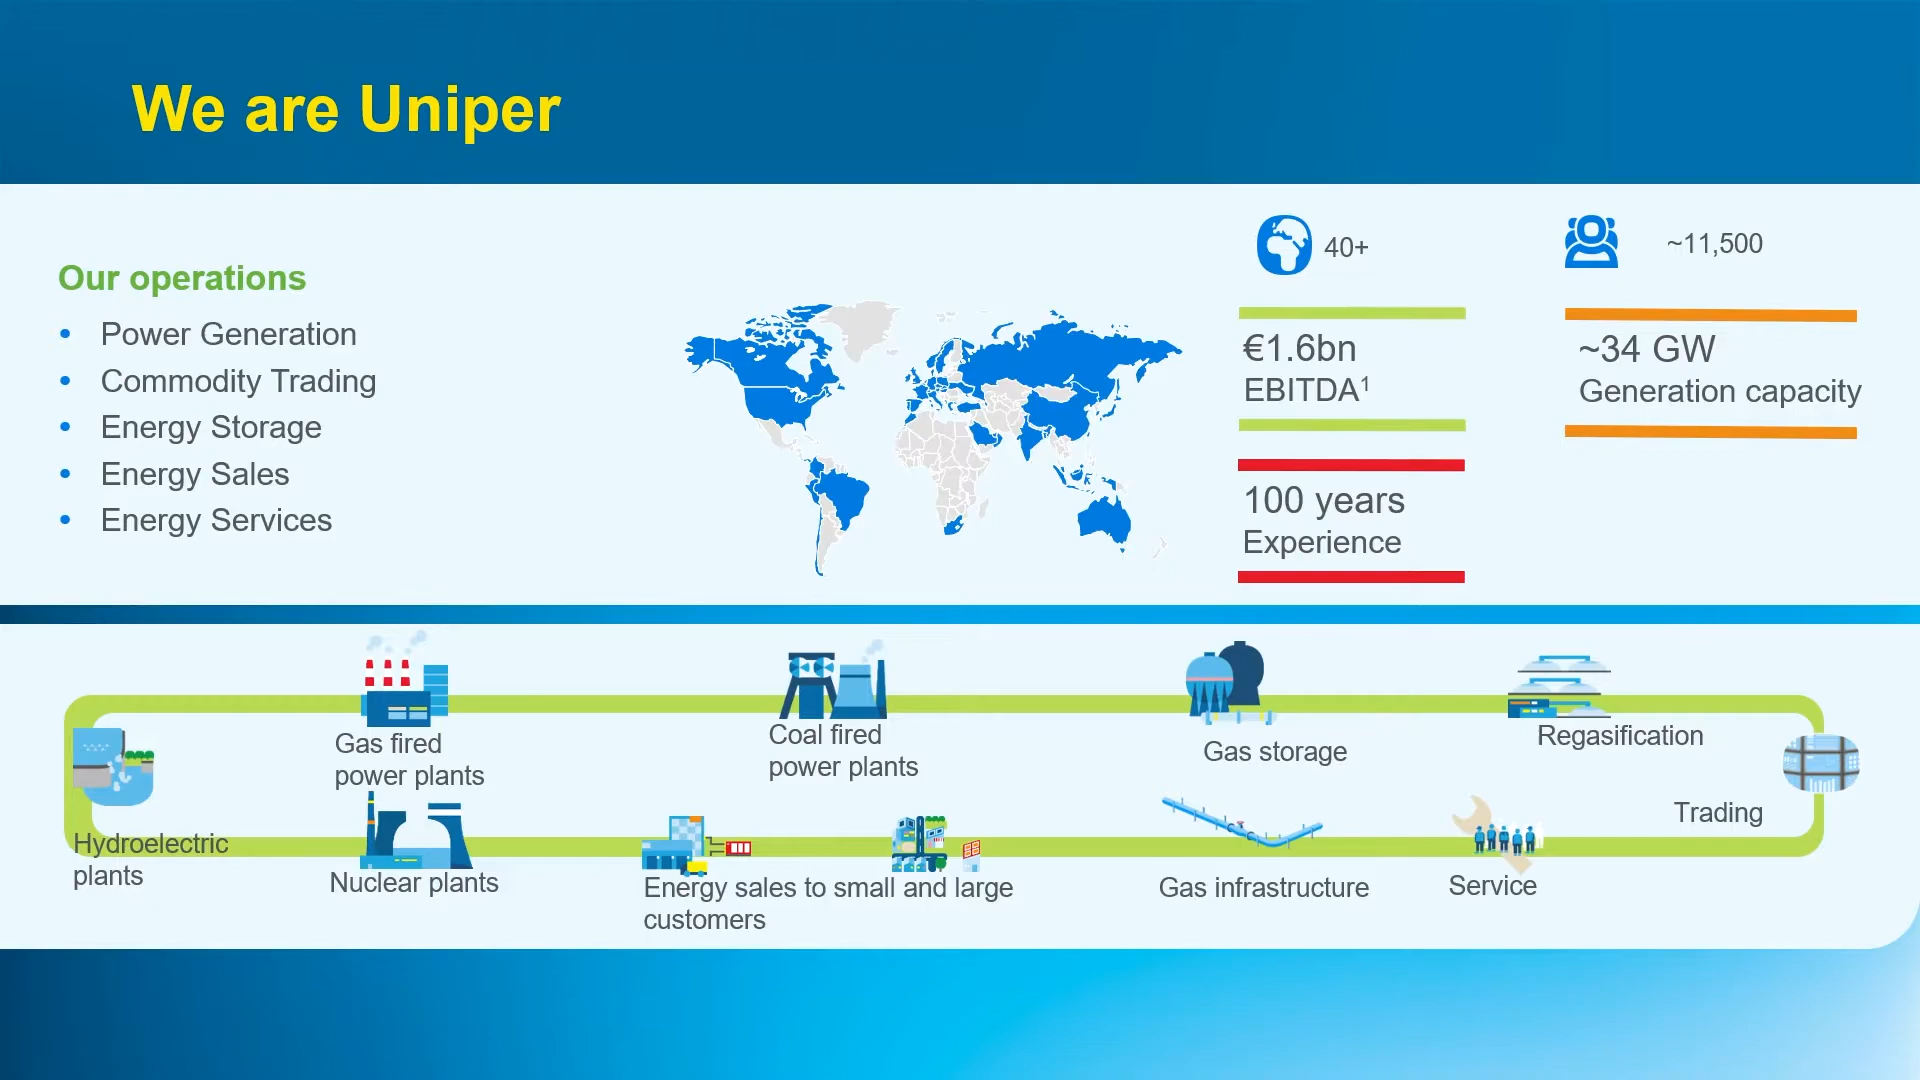 We are Uniper
Our operations
• Power Generation
• Commodity Trading
• Energy Storage
• Energy Sales
• Energy Services
40+
~11,500
€1.6bn
EBITDA¹
~34 GW
Generation capacity
100 years
Experience
Gas fired
power plants
Coal fired
power plants
Gas storage
Regasification
Trading
Hydroelectric
plants
Nuclear plants
Energy sales to small and large
customers
Gas infrastructure
Service